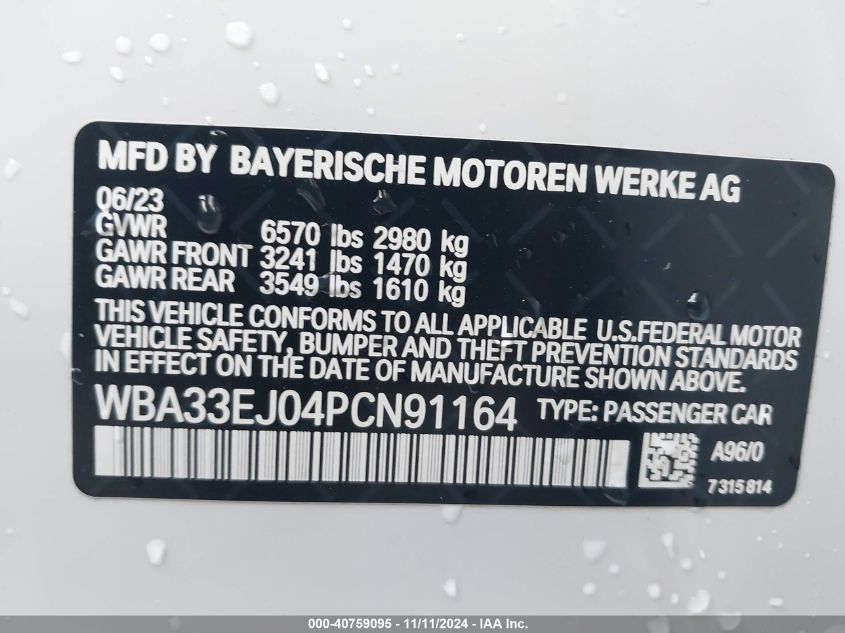 MFD BY BAYERISCHE MOTOREN WERKE AG
06/23
GVWR 6570 lbs 2980 kg
GAWR FRONT 3241 lbs 1470 kg
GAWR REAR 3549 lbs 1610 kg
THIS VEHICLE CONFORMS TO ALL APPLICABLE U.S.FEDERAL MOTOR
VEHICLE SAFETY, BUMPER AND THEFT PREVENTION STANDARDS
IN EFFECT ON THE DATE OF MANUFACTURE SHOWN ABOVE.
WBA33EJ04PCN91164 TYPE: PASSENGER CAR
A96/0
7315814
000-40759095 - 11/11/2024 - IAA Inc.